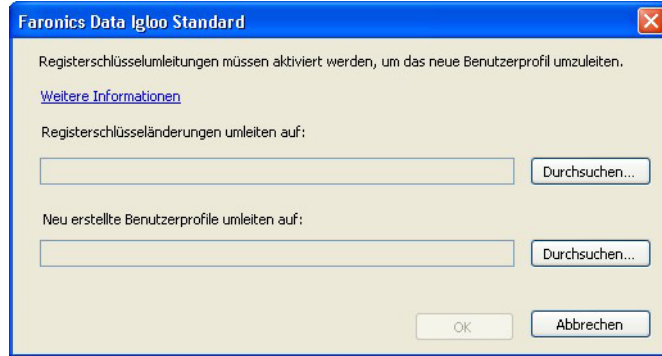 Faronics Data Igloo Standard
Registerschlüsselumleitungen müssen aktiviert werden, um das neue Benutzerprofil umzuleiten.
Weitere Informationen
Registerschlüsseländerungen umleiten auf:
Durchsuchen...
Neu erstellte Benutzerprofile umleiten auf:
Durchsuchen...
OK Abbrechen